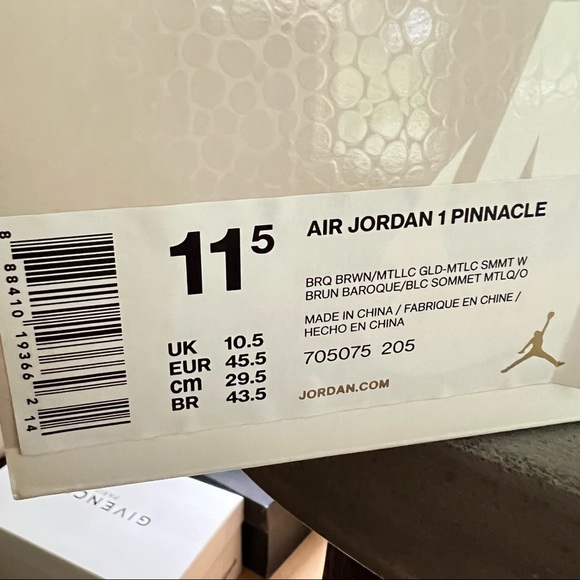 11⁵
AIR JORDAN 1 PINNACLE
BRQ BRWN/MTLLC GLD-MTLC SMMT W
BRUN BAROQUE/BLC SOMMET MTLQ/O
MADE IN CHINA / FABRIQUE EN CHINE /
HECHO EN CHINA
705075 205
JORDAN.COM
UK 10.5
EUR 45.5
cm 29.5
BR 43.5
8 88410 19366 2 14
GIVENC